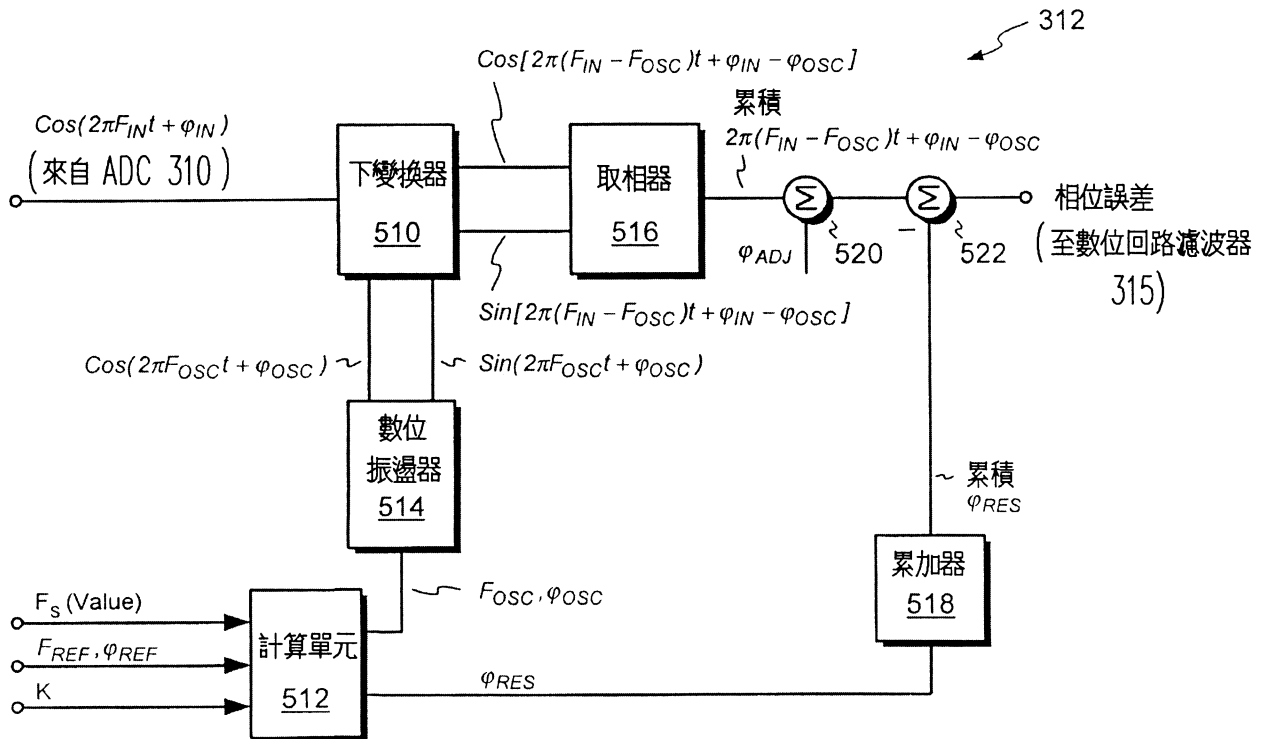 312
Cos[2π(F_IN − F_OSC)t + φ_IN − φ_OSC]
累積
2π(F_IN − F_OSC)t + φ_IN − φ_OSC
Cos(2πF_IN t + φ_IN)
(來自 ADC 310)
下變換器
510
取相器
516
Σ
520
φ_ADJ
Σ
−
522
相位誤差
(至數位回路濾波器
315)
Sin[2π(F_IN − F_OSC)t + φ_IN − φ_OSC]
Cos(2πF_OSC t + φ_OSC)
Sin(2πF_OSC t + φ_OSC)
數位
振盪器
514
累積
φ_RES
累加器
518
F_OSC, φ_OSC
F_S (Value)
F_REF, φ_REF
K
計算單元
512
φ_RES